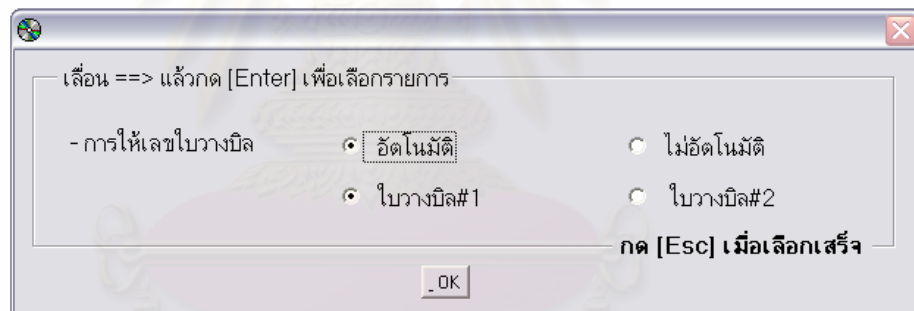 เลื่อน ==> แล้วกด [Enter] เพื่อเลือกรายการ
- การให้เลขใบวางบิล อัตโนมัติ ไม่อัตโนมัติ
ใบวางบิล#1 ใบวางบิล#2
กด [Esc] เมื่อเลือกเสร็จ
_OK